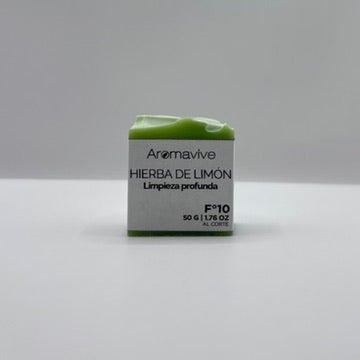 Aromavive
HIERBA DE LIMÓN
Limpieza profunda
F°10
50 G | 1.76 OZ
AL CORTE